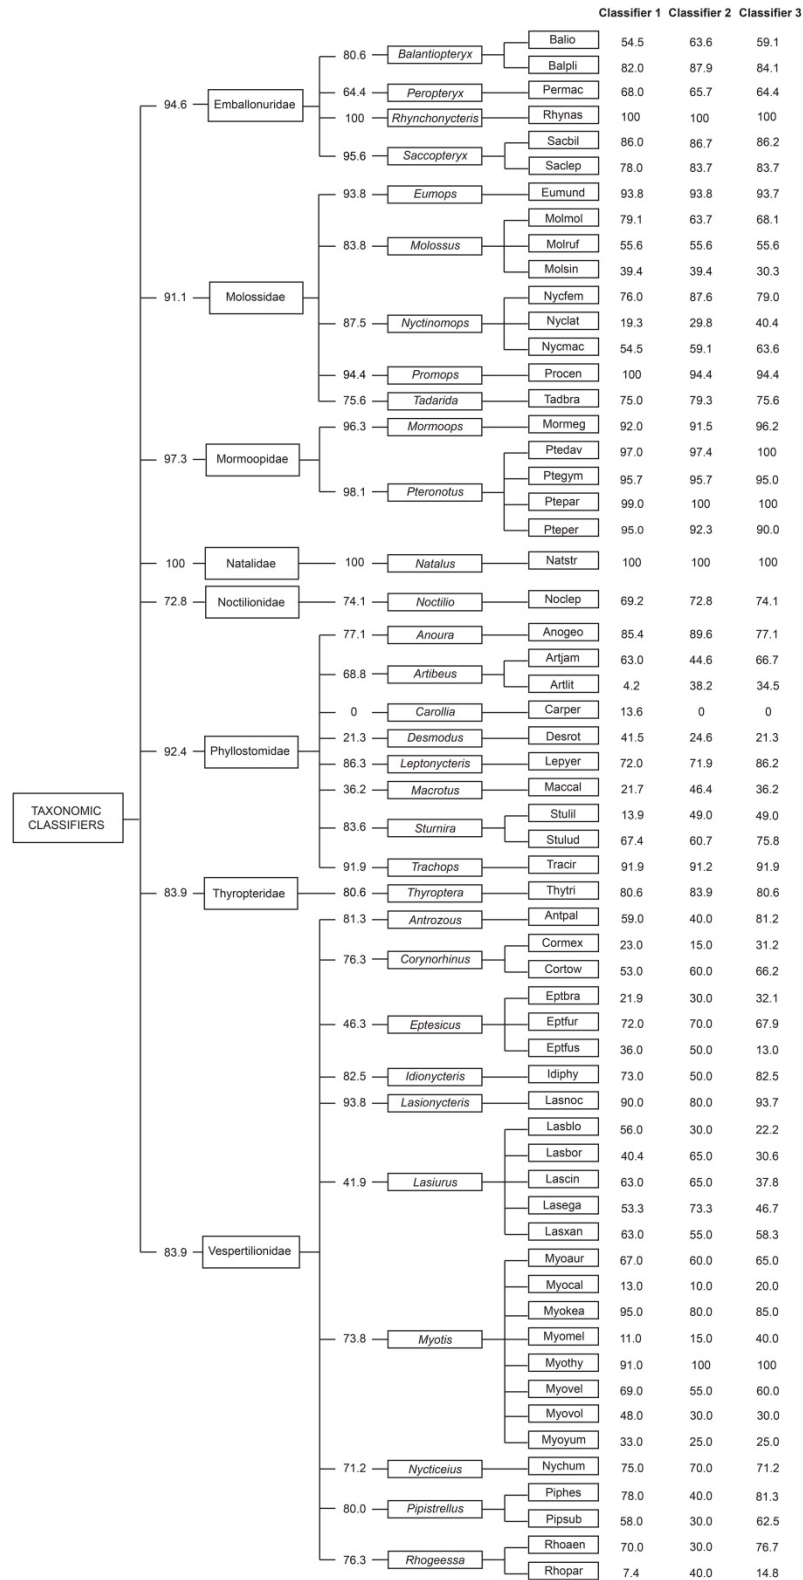 Classifier 1 Classifier 2 Classifier 3
Balio 54.5 63.6 59.1
80.6 Balantiopteryx
Balpli 82.0 87.9 84.1
64.4 Peropteryx Permac 68.0 65.7 64.4
94.6 Emballonuridae
100 Rhynchonycteris Rhynas 100 100 100
Sacbil 86.0 86.7 86.2
95.6 Saccopteryx
Saclep 78.0 83.7 83.7
93.8 Eumops Eumund 93.8 93.8 93.7
Molmol 79.1 63.7 68.1
83.8 Molossus Molruf 55.6 55.6 55.6
Molsin 39.4 39.4 30.3
91.1 Molossidae
Nycfem 76.0 87.6 79.0
87.5 Nyctinomops Nyclat 19.3 29.8 40.4
Nycmac 54.5 59.1 63.6
94.4 Promops Procen 100 94.4 94.4
75.6 Tadarida Tadbra 75.0 79.3 75.6
96.3 Mormoops Mormeg 92.0 91.5 96.2
97.3 Mormoopidae
Ptedav 97.0 97.4 100
Ptegym 95.7 95.7 95.0
98.1 Pteronotus
Ptepar 99.0 100 100
Pteper 95.0 92.3 90.0
100 Natalidae 100 Natalus Natstr 100 100 100
72.8 Noctilionidae 74.1 Noctilio Noclep 69.2 72.8 74.1
77.1 Anoura Anogeo 85.4 89.6 77.1
Artjam 63.0 44.6 66.7
68.8 Artibeus
Artlit 4.2 38.2 34.5
0 Carollia Carper 13.6 0 0
21.3 Desmodus Desrot 41.5 24.6 21.3
92.4 Phyllostomidae
86.3 Leptonycteris Lepyer 72.0 71.9 86.2
36.2 Macrotus Maccal 21.7 46.4 36.2
TAXONOMIC
CLASSIFIERS
Stulil 13.9 49.0 49.0
83.6 Sturnira
Stulud 67.4 60.7 75.8
91.9 Trachops Tracir 91.9 91.2 91.9
83.9 Thyropteridae 80.6 Thyroptera Thytri 80.6 83.9 80.6
81.3 Antrozous Antpal 59.0 40.0 81.2
Cormex 23.0 15.0 31.2
76.3 Corynorhinus
Cortow 53.0 60.0 66.2
Eptbra 21.9 30.0 32.1
46.3 Eptesicus Eptfur 72.0 70.0 67.9
Eptfus 36.0 50.0 13.0
82.5 Idionycteris Idiphy 73.0 50.0 82.5
93.8 Lasionycteris Lasnoc 90.0 80.0 93.7
Lasblo 56.0 30.0 22.2
Lasbor 40.4 65.0 30.6
41.9 Lasiurus Lascin 63.0 65.0 37.8
Lasega 53.3 73.3 46.7
Lasxan 63.0 55.0 58.3
83.9 Vespertilionidae
Myoaur 67.0 60.0 65.0
Myocal 13.0 10.0 20.0
Myokea 95.0 80.0 85.0
73.8 Myotis
Myomel 11.0 15.0 40.0
Myothy 91.0 100 100
Myovel 69.0 55.0 60.0
Myovol 48.0 30.0 30.0
Myoyum 33.0 25.0 25.0
71.2 Nycticeius Nychum 75.0 70.0 71.2
Piphes 78.0 40.0 81.3
80.0 Pipistrellus
Pipsub 58.0 30.0 62.5
Rhoaen 70.0 30.0 76.7
76.3 Rhogeessa
Rhopar 7.4 40.0 14.8